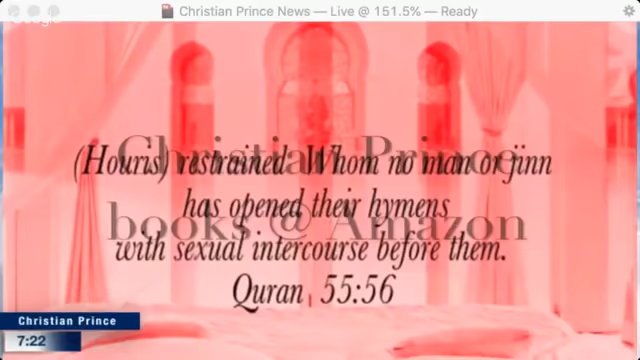 Christian Prince News — Live @ 151.5% — Ready
Google
Christian Prince
books @ Amazon
(Houris) restrained Whom no man or jinn
has opened their hymens
with sexual intercourse before them.
Quran 55:56
Christian Prince
7:22